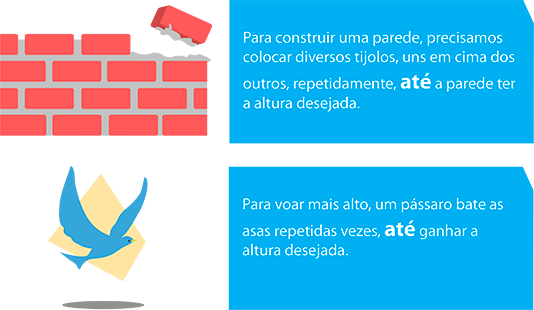 Para construir uma parede, precisamos
colocar diversos tijolos, uns em cima dos
outros, repetidamente, até a parede ter
a altura desejada.
Para voar mais alto, um pássaro bate as
asas repetidas vezes, até ganhar a
altura desejada.